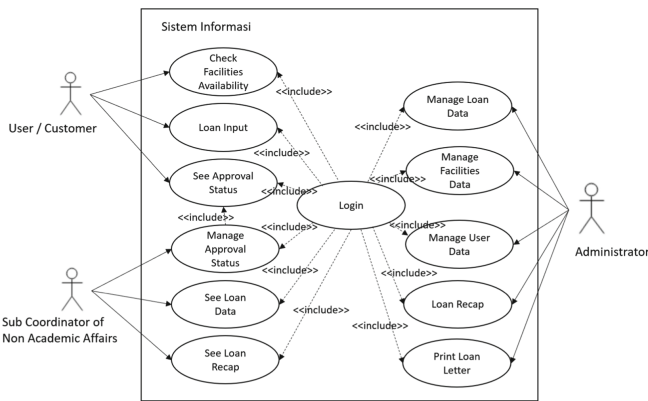 Sistem Informasi
Check
Facilities
Availability
<<include>>
Manage Loan
Data
User / Customer
Loan Input
<<include>>
<<include>>
See Approval
Status
<<include>>
<<include>>
Manage
Facilities
Data
Login
<<include>>
<<include>>
<<include>>
Manage
Approval
Status
Manage User
Data
Administrator
<<include>>
<<include>>
See Loan
Data
Loan Recap
Sub Coordinator of
Non Academic Affairs
<<include>>
<<include>>
See Loan
Recap
Print Loan
Letter